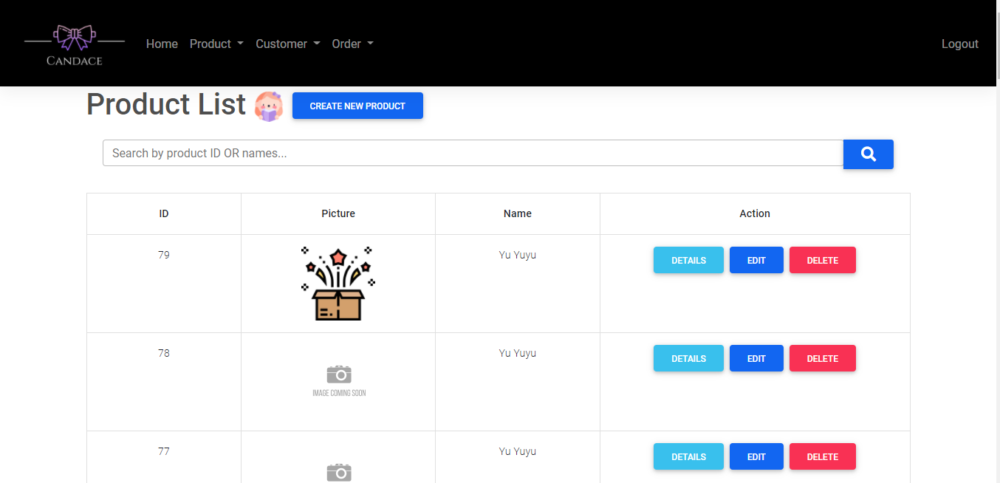 CANDACE
Home Product Customer Order Logout
Product List CREATE NEW PRODUCT
Search by product ID OR names...
ID Picture Name Action
79 Yu Yuyu DETAILS EDIT DELETE
78 Yu Yuyu DETAILS EDIT DELETE
IMAGE COMING SOON
77 Yu Yuyu DETAILS EDIT DELETE